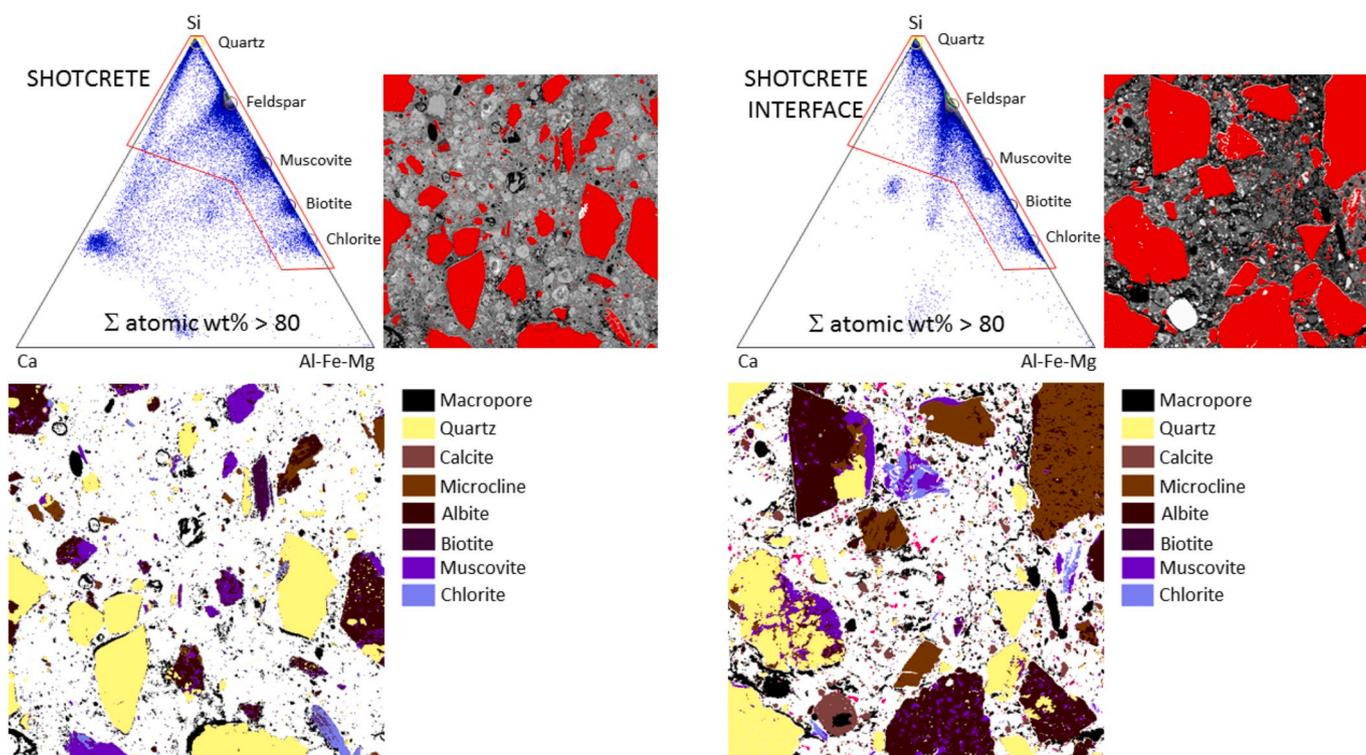 Si
Quartz
SHOTCRETE
Feldspar
Muscovite
Biotite
Chlorite
Σ atomic wt% > 80
Ca
Al-Fe-Mg
Macropore
Quartz
Calcite
Microcline
Albite
Biotite
Muscovite
Chlorite
Si
Quartz
SHOTCRETE
INTERFACE
Feldspar
Muscovite
Biotite
Chlorite
Σ atomic wt% > 80
Ca
Al-Fe-Mg
Macropore
Quartz
Calcite
Microcline
Albite
Biotite
Muscovite
Chlorite